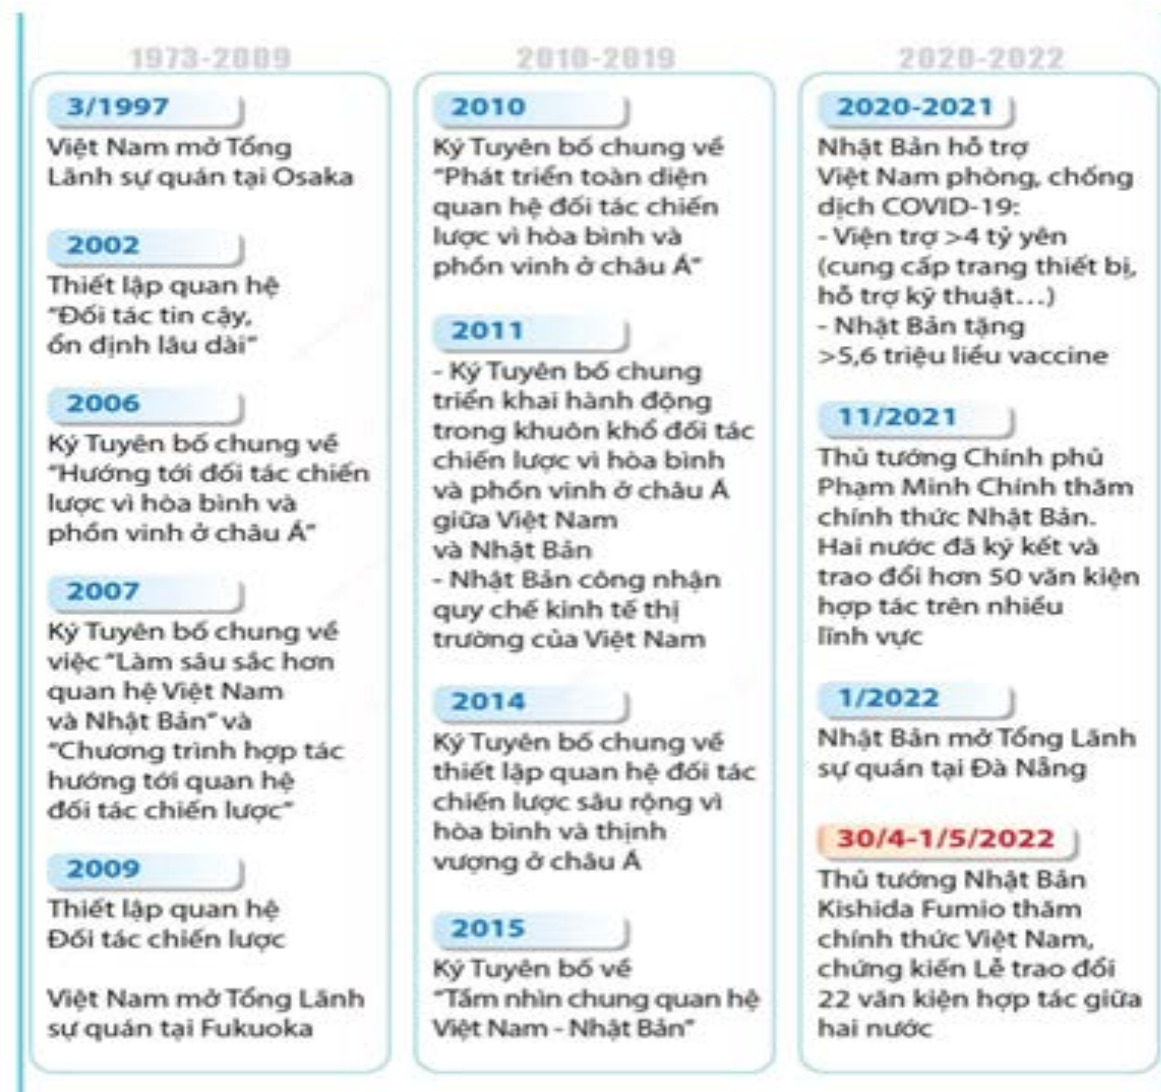 1973-2009
3/1997
Việt Nam mở Tổng
Lãnh sự quán tại Osaka
2002
Thiết lập quan hệ
"Đối tác tin cậy,
ổn định lâu dài"
2006
Ký Tuyên bố chung về
"Hướng tới đối tác chiến
lược vì hòa bình và
phồn vinh ở châu Á"
2007
Ký Tuyên bố chung về
việc "Làm sâu sắc hơn
quan hệ Việt Nam
và Nhật Bản" và
"Chương trình hợp tác
hướng tới quan hệ
đối tác chiến lược"
2009
Thiết lập quan hệ
Đối tác chiến lược
Việt Nam mở Tổng Lãnh
sự quán tại Fukuoka
2010-2019
2010
Ký Tuyên bố chung về
"Phát triển toàn diện
quan hệ đối tác chiến
lược vì hòa bình và
phồn vinh ở châu Á"
2011
- Ký Tuyên bố chung
triển khai hành động
trong khuôn khổ đối tác
chiến lược vì hòa bình
và phồn vinh ở châu Á
giữa Việt Nam
và Nhật Bản
- Nhật Bản công nhận
quy chế kinh tế thị
trường của Việt Nam
2014
Ký Tuyên bố chung về
thiết lập quan hệ đối tác
chiến lược sâu rộng vì
hòa bình và thịnh
vượng ở châu Á
2015
Ký Tuyên bố về
"Tầm nhìn chung quan hệ
Việt Nam - Nhật Bản"
2020-2022
2020-2021
Nhật Bản hỗ trợ
Việt Nam phòng, chống
dịch COVID-19:
- Viện trợ >4 tỷ yên
(cung cấp trang thiết bị,
hỗ trợ kỹ thuật...)
- Nhật Bản tặng
>5,6 triệu liều vaccine
11/2021
Thủ tướng Chính phủ
Phạm Minh Chính thăm
chính thức Nhật Bản.
Hai nước đã ký kết và
trao đổi hơn 50 văn kiện
hợp tác trên nhiều
lĩnh vực
1/2022
Nhật Bản mở Tổng Lãnh
sự quán tại Đà Nẵng
30/4-1/5/2022
Thủ tướng Nhật Bản
Kishida Fumio thăm
chính thức Việt Nam,
chứng kiến Lễ trao đổi
22 văn kiện hợp tác giữa
hai nước